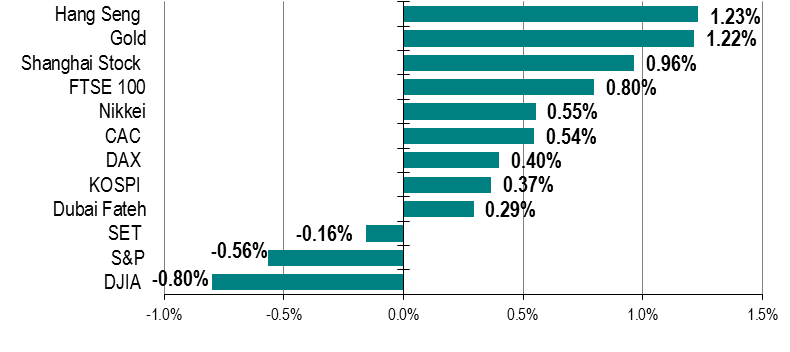 Hang Seng 1.23%
Gold 1.22%
Shanghai Stock 0.96%
FTSE 100 0.80%
Nikkei 0.55%
CAC 0.54%
DAX 0.40%
KOSPI 0.37%
Dubai Fateh 0.29%
SET -0.16%
S&P -0.56%
DJIA -0.80%
-1.0% -0.5% 0.0% 0.5% 1.0% 1.5%